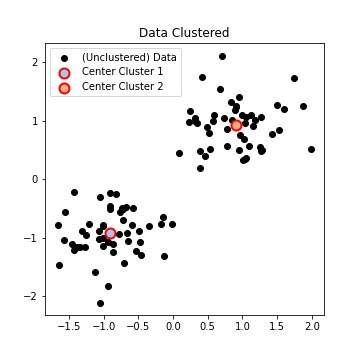 Data Clustered
(Unclustered) Data
Center Cluster 1
Center Cluster 2
2
1
0
−1
−2
−1.5 −1.0 −0.5 0.0 0.5 1.0 1.5 2.0